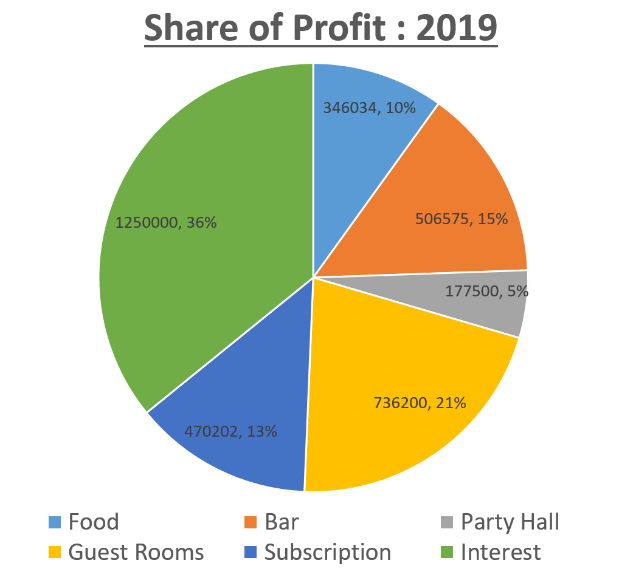 Share of Profit : 2019
346034, 10%
506575, 15%
1250000, 36%
177500, 5%
736200, 21%
470202, 13%
Food Bar Party Hall
Guest Rooms Subscription Interest